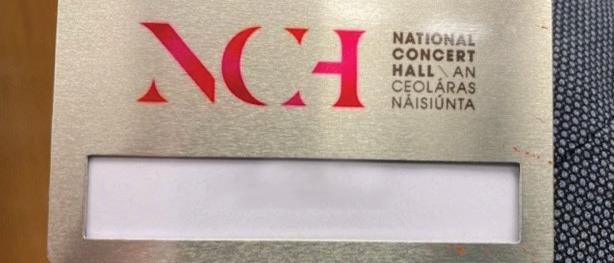 NCH
NATIONAL
CONCERT
HALL \ AN
CEOLÁRAS
NÁISIÚNTA